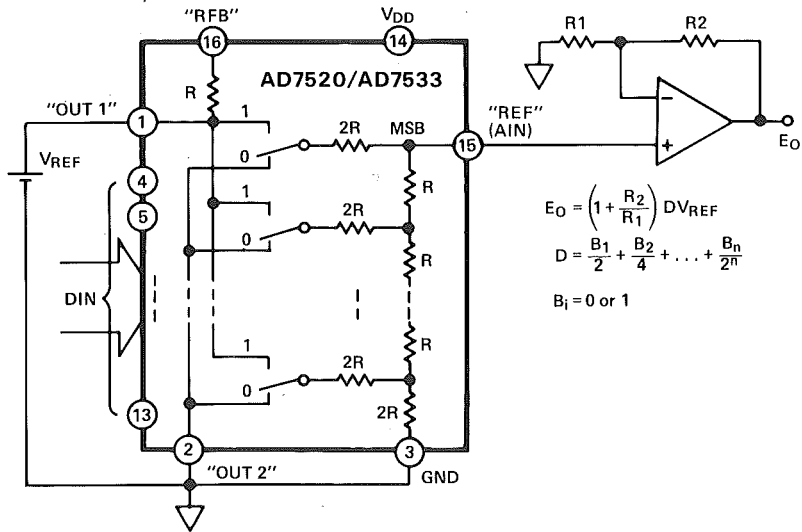 "RFB"
VDD
16
14
R1
R2
AD7520/AD7533
R
"OUT 1"
1
1
2R
MSB
"REF"
(AIN)
15
−
+
EO
0
VREF
4
R
5
1
0
2R
EO = (1 + R2/R1) DVREF
R
D = B1/2 + B2/4 + . . . + Bn/2ⁿ
DIN
Bi = 0 or 1
1
R
0
2R
13
2R
2
3
"OUT 2"
GND